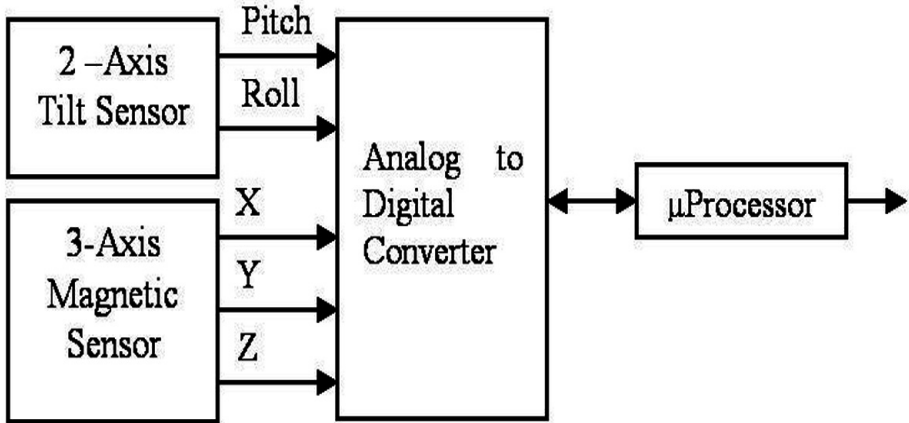 2 –Axis
Tilt Sensor
Pitch
Roll
3-Axis
Magnetic
Sensor
X
Y
Z
Analog to
Digital
Converter
μProcessor